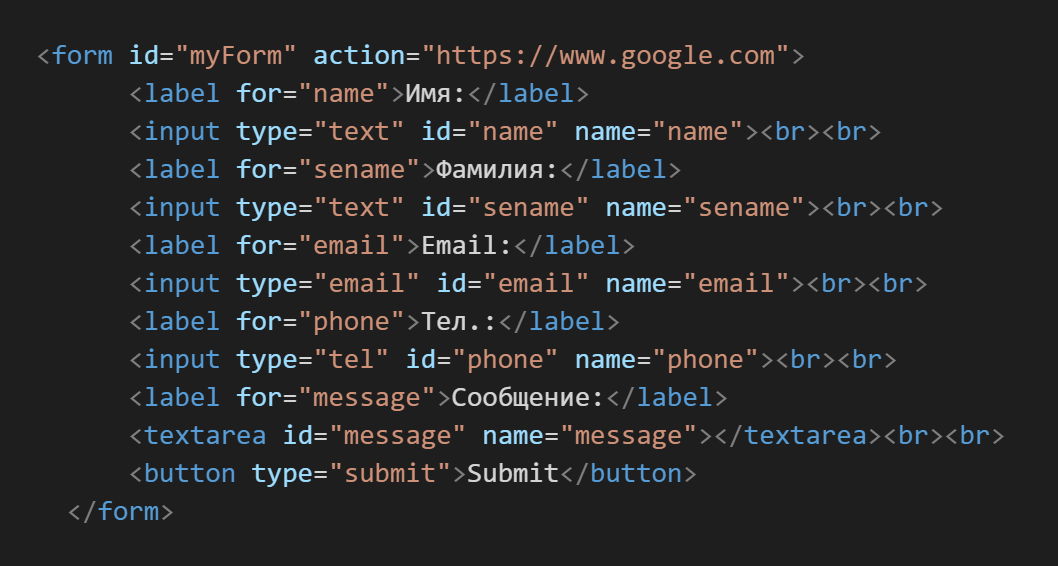 <form id="myForm" action="https://www.google.com">
<label for="name">Имя:</label>
<input type="text" id="name" name="name"><br><br>
<label for="sename">Фамилия:</label>
<input type="text" id="sename" name="sename"><br><br>
<label for="email">Email:</label>
<input type="email" id="email" name="email"><br><br>
<label for="phone">Тел.:</label>
<input type="tel" id="phone" name="phone"><br><br>
<label for="message">Сообщение:</label>
<textarea id="message" name="message"></textarea><br><br>
<button type="submit">Submit</button>
</form>